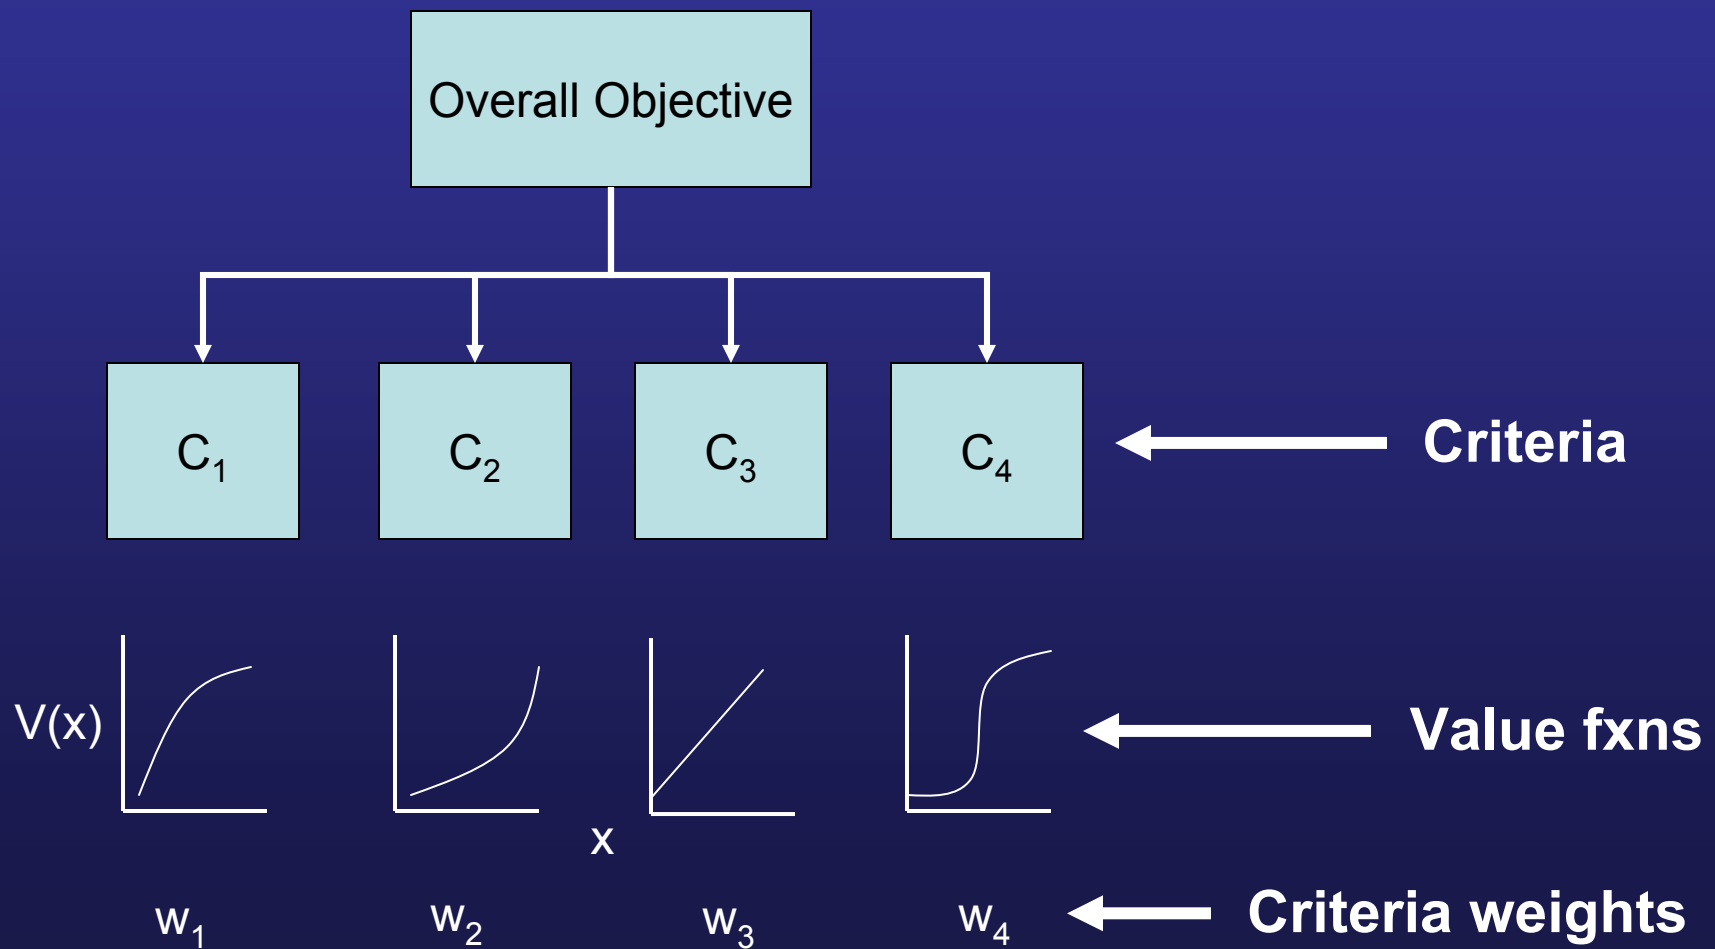 Overall Objective
C₁ C₂ C₃ C₄
Criteria
V(x)
Value fxns
x
w₁ w₂ w₃ w₄
Criteria weights